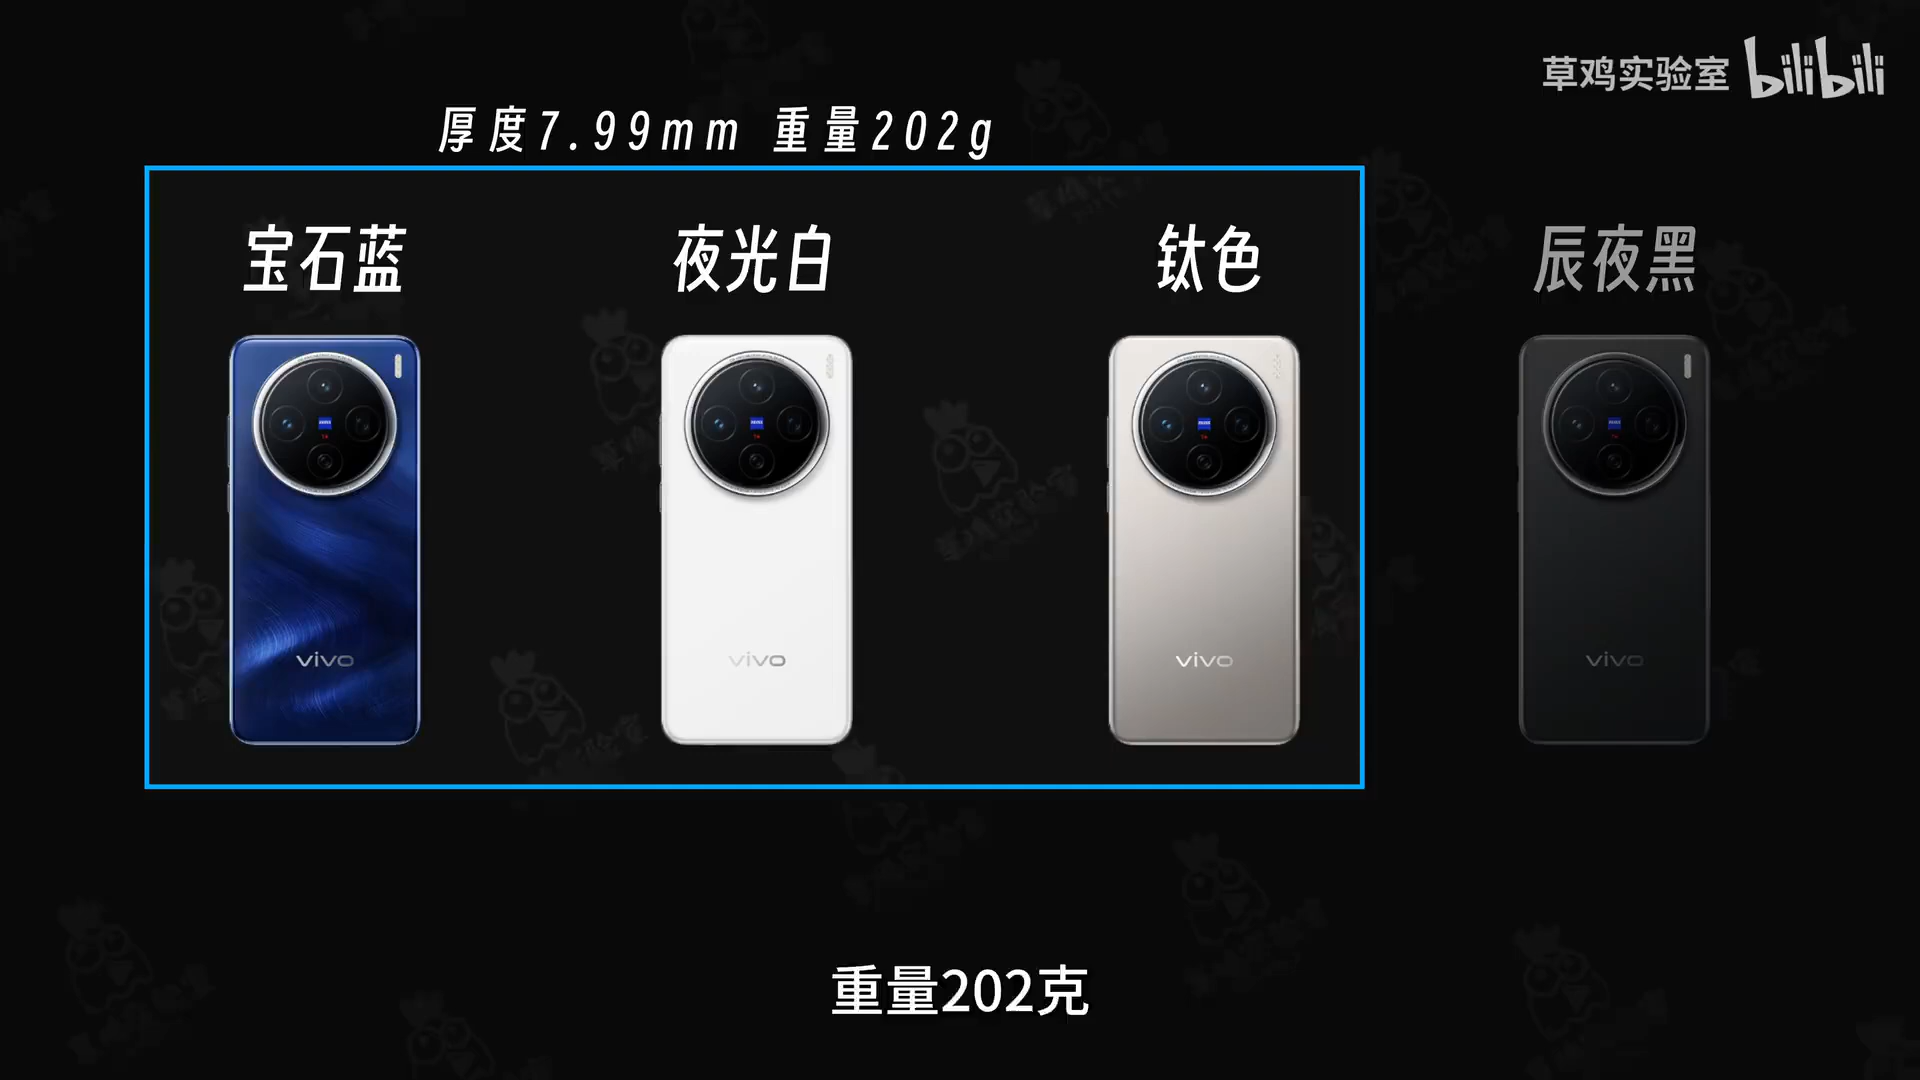 草鸡实验室 bilibili
厚度7.99mm 重量202g
宝石蓝 夜光白 钛色 辰夜黑
vivo vivo vivo vivo
重量202克